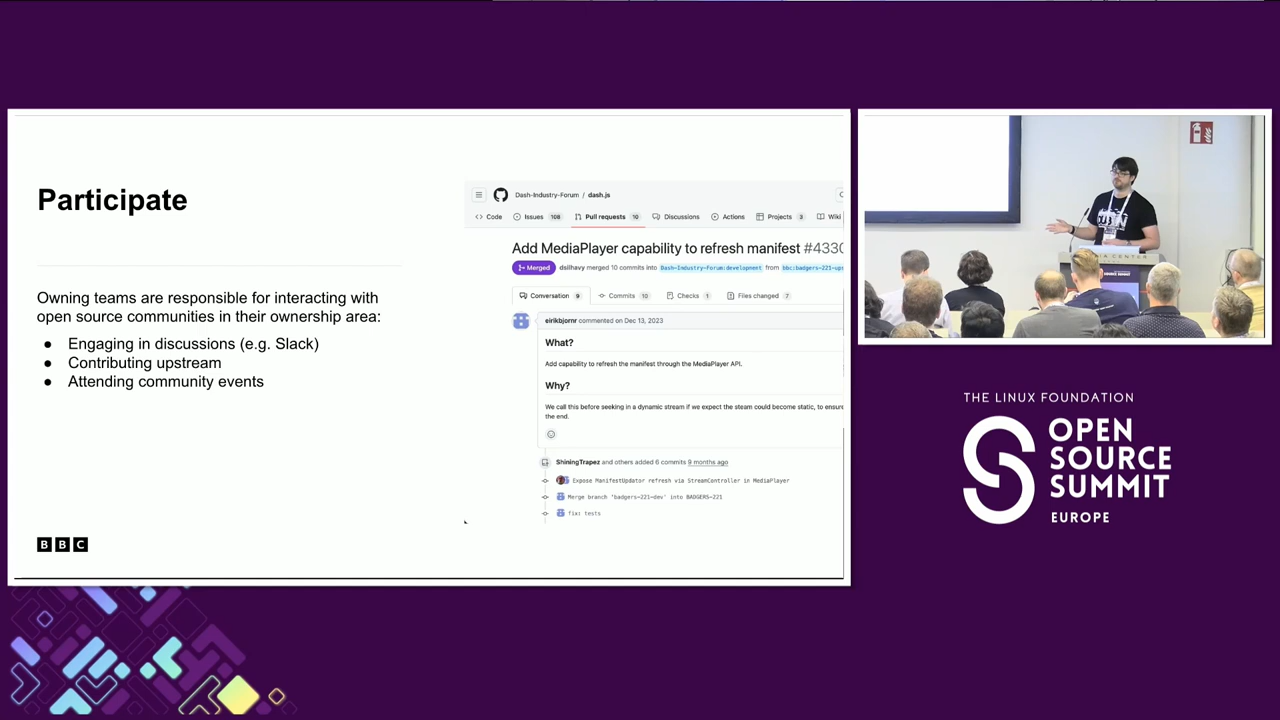 Participate
Owning teams are responsible for interacting with
open source communities in their ownership area:
● Engaging in discussions (e.g. Slack)
● Contributing upstream
● Attending community events
BBC
Dash-Industry-Forum / dash.js
Code Issues 108 Pull requests 10 Discussions Actions Projects 3 Wiki
Add MediaPlayer capability to refresh manifest #4330
Merged dsilhavy merged 10 commits into Dash-Industry-Forum:development from bbc:badgers-221-ups
Conversation 9 Commits 10 Checks 1 Files changed 7
eirikbjornr commented on Dec 13, 2023
What?
Add capability to refresh the manifest through the MediaPlayer API.
Why?
We call this before seeking in a dynamic stream if we expect the steam could become static, to ensure
the end.
ShiningTrapez and others added 6 commits 9 months ago
Expose ManifestUpdator refresh via StreamController in MediaPlayer
Merge branch 'badgers-221-dev' into BADGERS-221
fix: tests
THE LINUX FOUNDATION
OPEN
SOURCE
SUMMIT
EUROPE